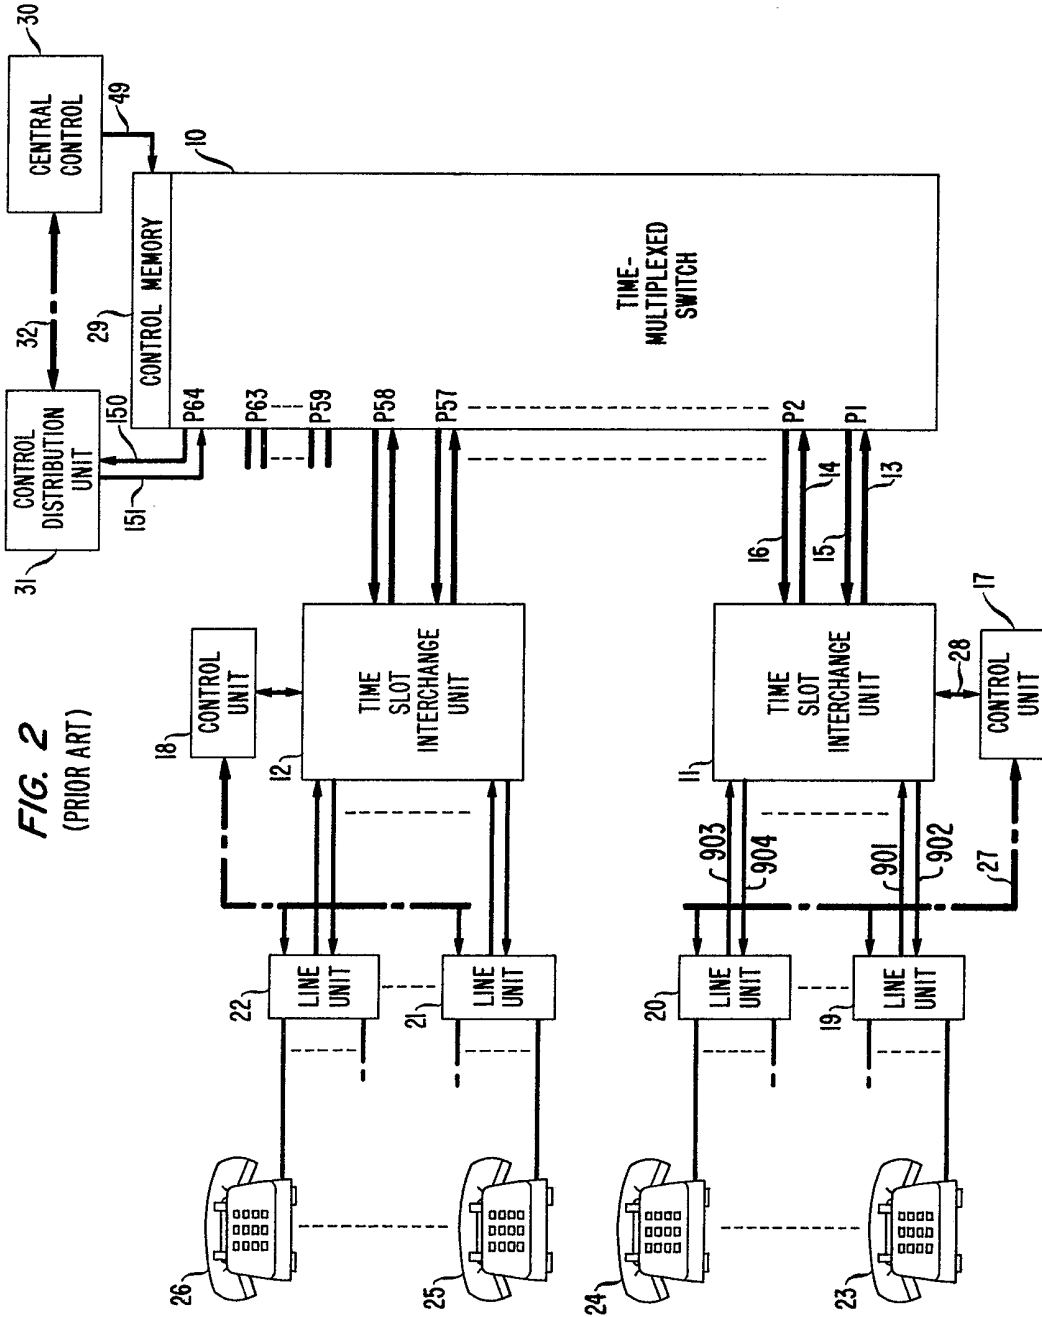 FIG. 2
(PRIOR ART)
26
25
24
23
22
LINE
UNIT
21
LINE
UNIT
20
LINE
UNIT
19
LINE
UNIT
903
904
901
902
27
18
CONTROL
UNIT
12
TIME
SLOT
INTERCHANGE
UNIT
11
TIME
SLOT
INTERCHANGE
UNIT
28
17
CONTROL
UNIT
31
CONTROL
DISTRIBUTION
UNIT
151
150
32
16
14
15
13
P64
P63
P59
P58
P57
P2
P1
29
CONTROL MEMORY
TIME-
MULTIPLEXED
SWITCH
10
30
CENTRAL
CONTROL
49